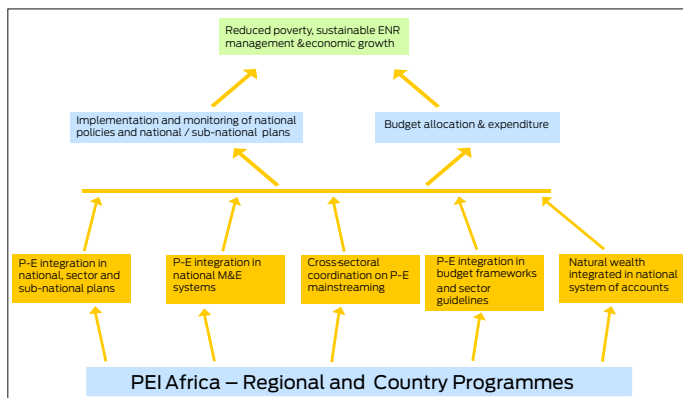 Reduced poverty, sustainable ENR
management &economic growth
Implementation and monitoring of national
policies and national / sub-national plans
Budget allocation & expenditure
P-E integration in
national, sector and
sub-national plans
P-E integration in
national M&E
systems
Cross-sectoral
coordination on P-E
mainstreaming
P-E integration in
budget frameworks
and sector
guidelines
Natural wealth
integrated in national
system of accounts
PEI Africa – Regional and Country Programmes